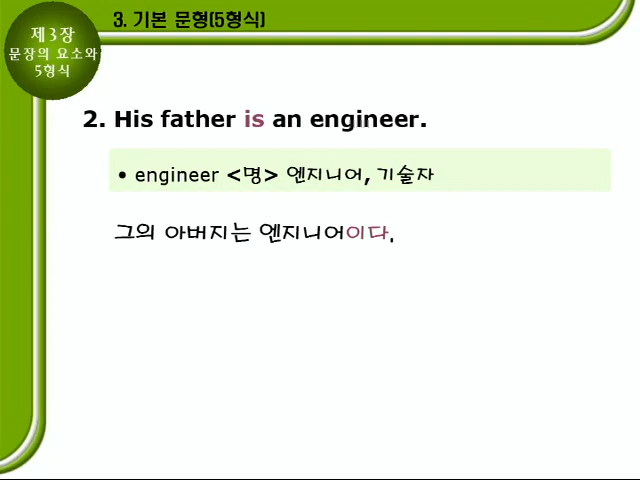 제3장
문장의 요소와
5형식
3. 기본 문형(5형식)
2. His father is an engineer.
• engineer <명> 엔지니어, 기술자
그의 아버지는 엔지니어이다.